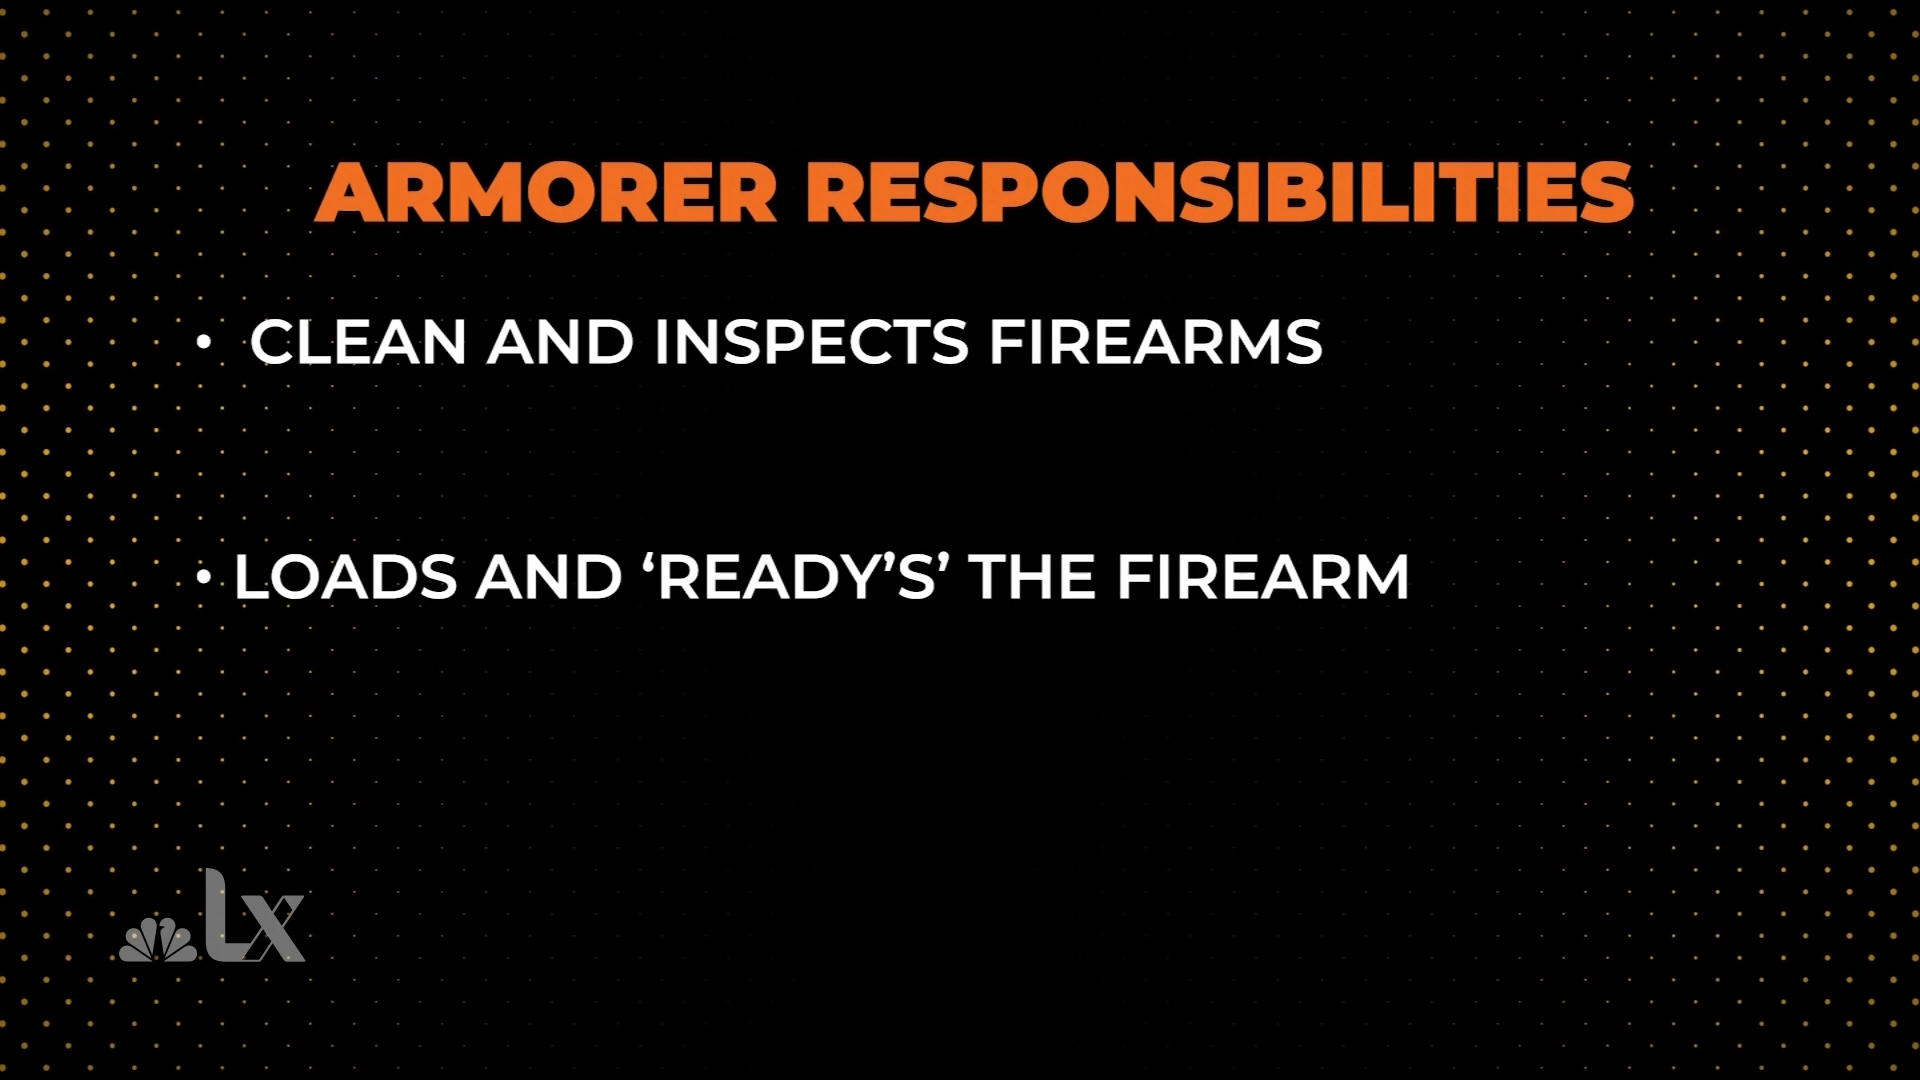 ARMORER RESPONSIBILITIES
• CLEAN AND INSPECTS FIREARMS
• LOADS AND ‘READY’S’ THE FIREARM
LX